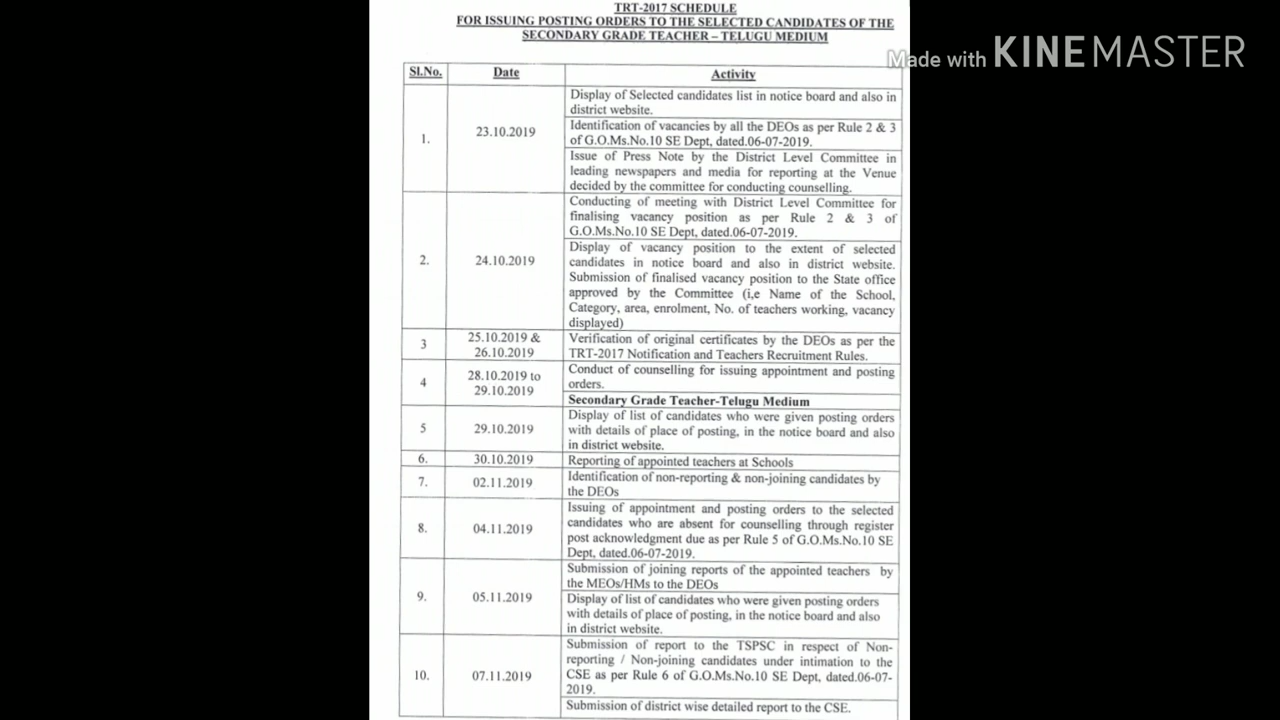 TRT-2017 SCHEDULE
FOR ISSUING POSTING ORDERS TO THE SELECTED CANDIDATES OF THE
SECONDARY GRADE TEACHER – TELUGU MEDIUM
Made with KINEMASTER
Sl.No. Date Activity
1. 23.10.2019
Display of Selected candidates list in notice board and also in
district website.
Identification of vacancies by all the DEOs as per Rule 2 & 3
of G.O.Ms.No.10 SE Dept, dated.06-07-2019.
Issue of Press Note by the District Level Committee in
leading newspapers and media for reporting at the Venue
decided by the committee for conducting counselling.
2. 24.10.2019
Conducting of meeting with District Level Committee for
finalising vacancy position as per Rule 2 & 3 of
G.O.Ms.No.10 SE Dept, dated.06-07-2019.
Display of vacancy position to the extent of selected
candidates in notice board and also in district website.
Submission of finalised vacancy position to the State office
approved by the Committee (i,e Name of the School,
Category, area, enrolment, No. of teachers working, vacancy
displayed)
3 25.10.2019 &
26.10.2019
Verification of original certificates by the DEOs as per the
TRT-2017 Notification and Teachers Recruitment Rules.
4 28.10.2019 to
29.10.2019
Conduct of counselling for issuing appointment and posting
orders.
Secondary Grade Teacher-Telugu Medium
5 29.10.2019
Display of list of candidates who were given posting orders
with details of place of posting, in the notice board and also
in district website.
6. 30.10.2019 Reporting of appointed teachers at Schools
7. 02.11.2019
Identification of non-reporting & non-joining candidates by
the DEOs
8. 04.11.2019
Issuing of appointment and posting orders to the selected
candidates who are absent for counselling through register
post acknowledgment due as per Rule 5 of G.O.Ms.No.10 SE
Dept, dated.06-07-2019.
9. 05.11.2019
Submission of joining reports of the appointed teachers by
the MEOs/HMs to the DEOs
Display of list of candidates who were given posting orders
with details of place of posting, in the notice board and also
in district website.
10. 07.11.2019
Submission of report to the TSPSC in respect of Non-
reporting / Non-joining candidates under intimation to the
CSE as per Rule 6 of G.O.Ms.No.10 SE Dept, dated.06-07-
2019.
Submission of district wise detailed report to the CSE.